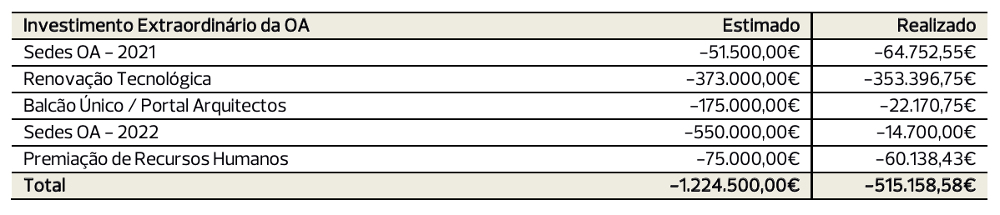 Investimento Extraordinário da OA Estimado Realizado
Sedes OA – 2021 –51.500,00€ –64.752,55€
Renovação Tecnológica –373.000,00€ –353.396,75€
Balcão Único / Portal Arquitectos –175.000,00€ –22.170,75€
Sedes OA – 2022 –550.000,00€ –14.700,00€
Premiação de Recursos Humanos –75.000,00€ –60.138,43€
Total –1.224.500,00€ –515.158,58€